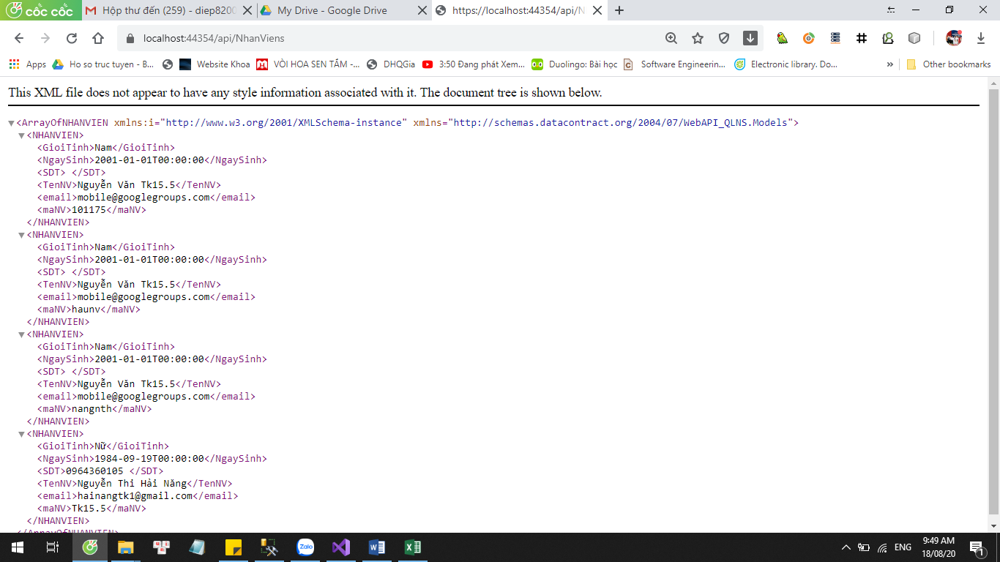 cốc cốc
Hộp thư đến (259) - diep8200
My Drive - Google Drive
https://localhost:44354/api/N
localhost:44354/api/NhanViens
Apps
Ho so truc tuyen - B...
Website Khoa
VÒI HOA SEN TẮM -...
DHQGia
3:50 Đang phát Xem...
Duolingo: Bài học
Software Engineerin...
Electronic library. Do...
»
Other bookmarks
This XML file does not appear to have any style information associated with it. The document tree is shown below.
<ArrayOfNHANVIEN xmlns:i="http://www.w3.org/2001/XMLSchema-instance" xmlns="http://schemas.datacontract.org/2004/07/WebAPI_QLNS.Models">
<NHANVIEN>
<GioiTinh>Nam</GioiTinh>
<NgaySinh>2001-01-01T00:00:00</NgaySinh>
<SDT> </SDT>
<TenNV>Nguyễn Văn Tk15.5</TenNV>
<email>mobile@googlegroups.com</email>
<maNV>101175</maNV>
</NHANVIEN>
<NHANVIEN>
<GioiTinh>Nam</GioiTinh>
<NgaySinh>2001-01-01T00:00:00</NgaySinh>
<SDT> </SDT>
<TenNV>Nguyễn Văn Tk15.5</TenNV>
<email>mobile@googlegroups.com</email>
<maNV>haunv</maNV>
</NHANVIEN>
<NHANVIEN>
<GioiTinh>Nam</GioiTinh>
<NgaySinh>2001-01-01T00:00:00</NgaySinh>
<SDT> </SDT>
<TenNV>Nguyễn Văn Tk15.5</TenNV>
<email>mobile@googlegroups.com</email>
<maNV>nangnth</maNV>
</NHANVIEN>
<NHANVIEN>
<GioiTinh>Nữ</GioiTinh>
<NgaySinh>1984-09-19T00:00:00</NgaySinh>
<SDT>0964360105 </SDT>
<TenNV>Nguyễn Thi Hải Năng</TenNV>
<email>hainangtk1@gmail.com</email>
<maNV>Tk15.5</maNV>
</NHANVIEN>
</ArrayOfNHANVIEN>
Zalo
ENG
9:49 AM
18/08/20
1